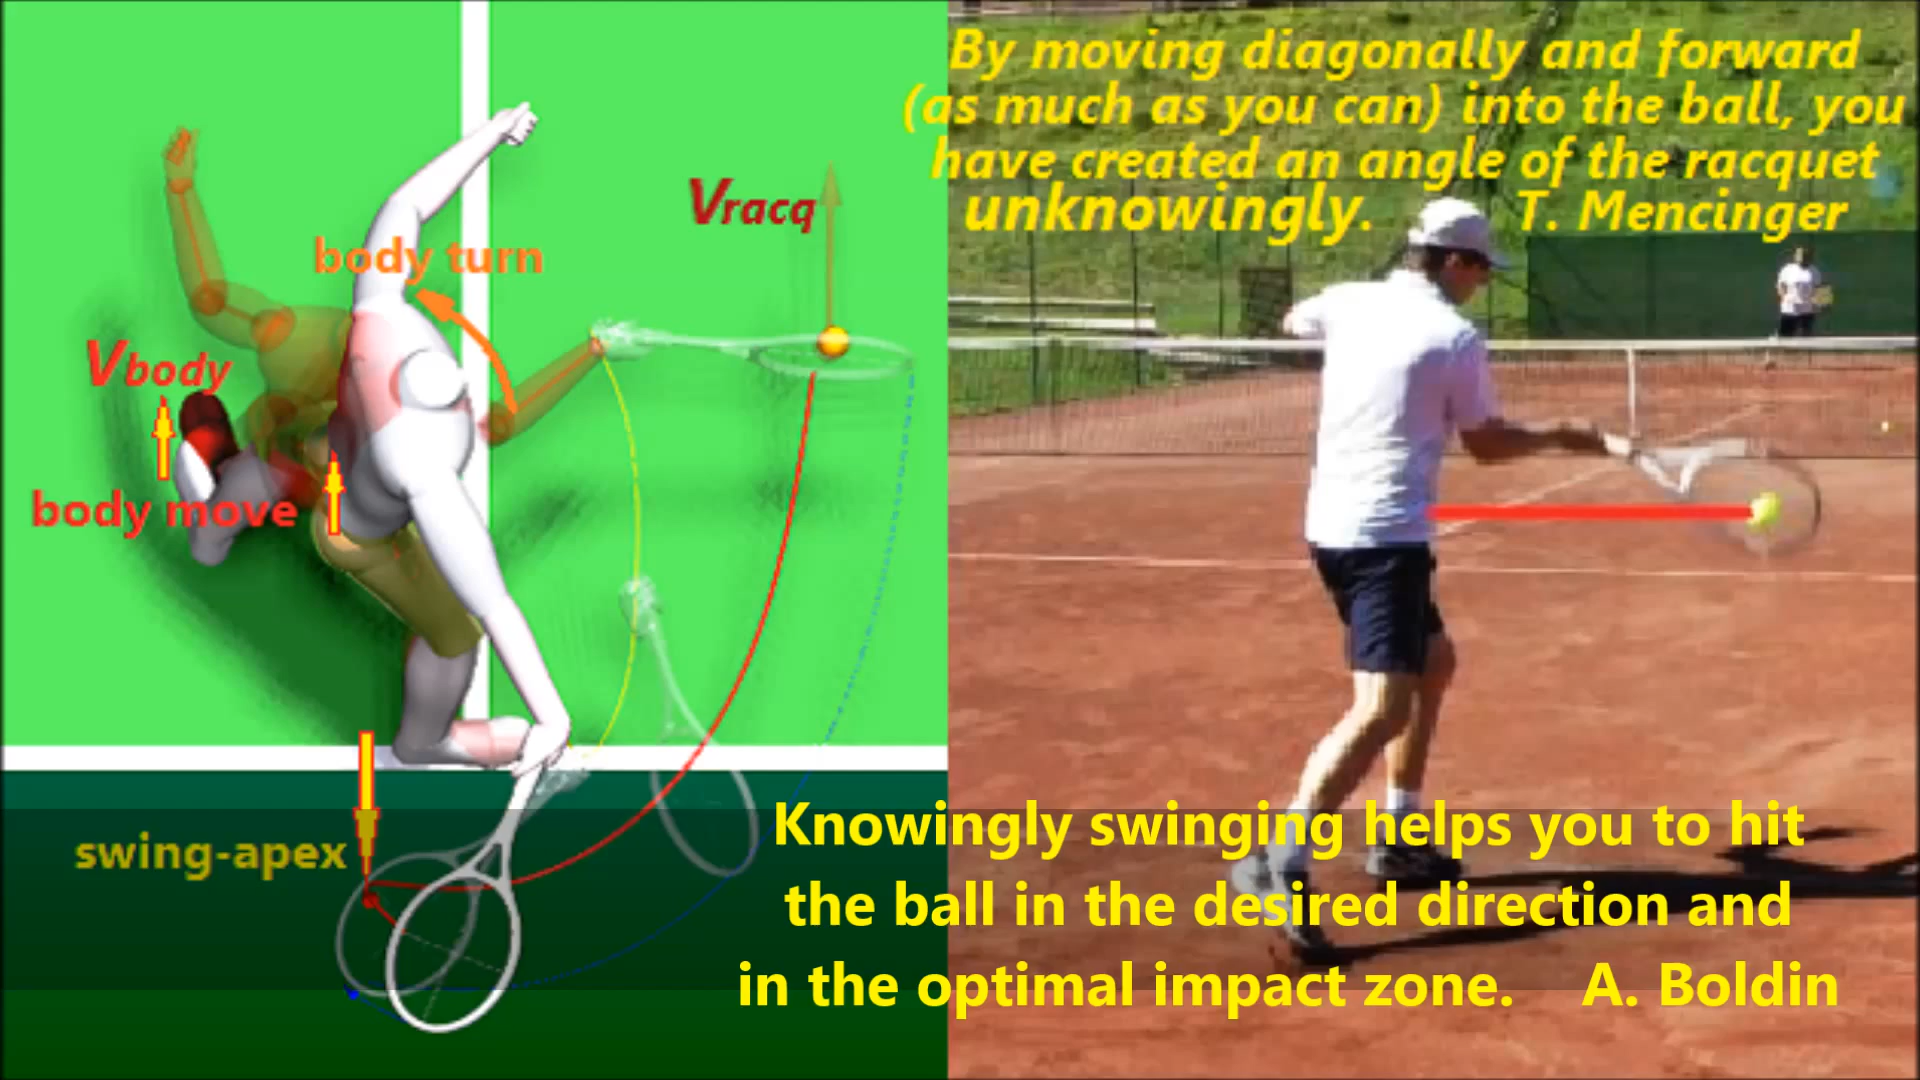 By moving diagonally and forward
(as much as you can) into the ball, you
have created an angle of the racquet
unknowingly. T. Mencinger
Vracq
body turn
Vbody
body move
swing-apex
Knowingly swinging helps you to hit
the ball in the desired direction and
in the optimal impact zone. A. Boldin